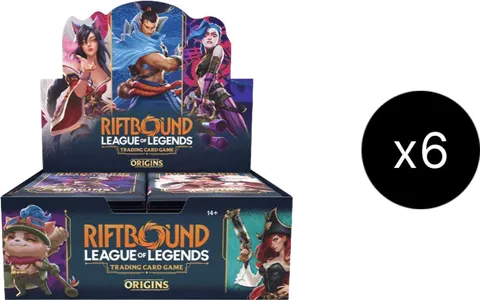 RIFTBOUND
LEAGUE OF LEGENDS
TRADING CARD GAME
ORIGINS
x6
14+
RIFTBOUND
LEAGUE OF LEGENDS
TRADING CARD GAME
ORIGINS